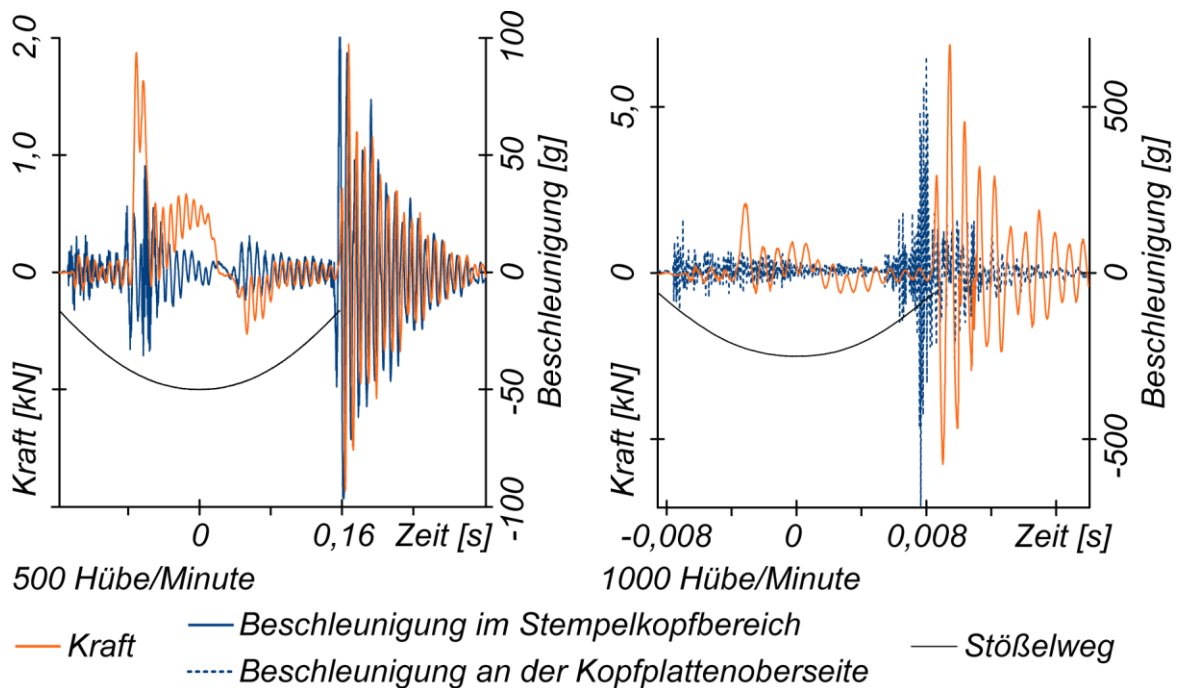 2,0
1,0
0
Kraft [kN]
100
50
0
-50
-100
Beschleunigung [g]
0
0,16
Zeit [s]
500 Hübe/Minute
5,0
0
Kraft [kN]
500
0
-500
Beschleunigung [g]
-0,008
0
0,008
Zeit [s]
1000 Hübe/Minute
Kraft
Beschleunigung im Stempelkopfbereich
Beschleunigung an der Kopfplattenoberseite
Stößelweg